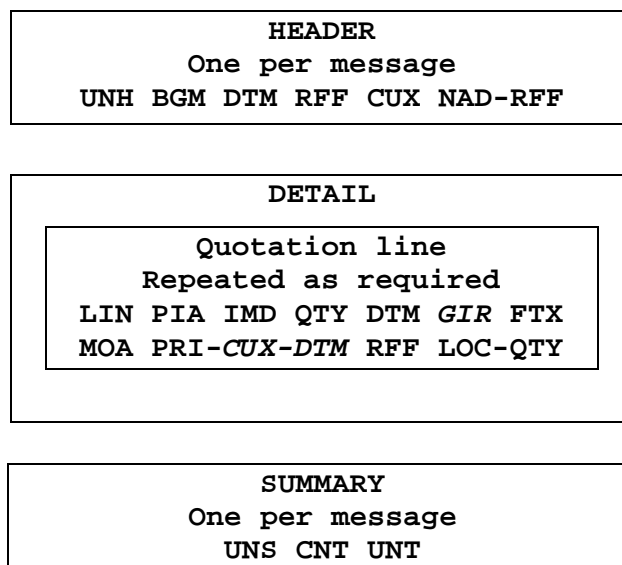 HEADER
One per message
UNH BGM DTM RFF CUX NAD-RFF
DETAIL
Quotation line
Repeated as required
LIN PIA IMD QTY DTM GIR FTX
MOA PRI-CUX-DTM RFF LOC-QTY
SUMMARY
One per message
UNS CNT UNT